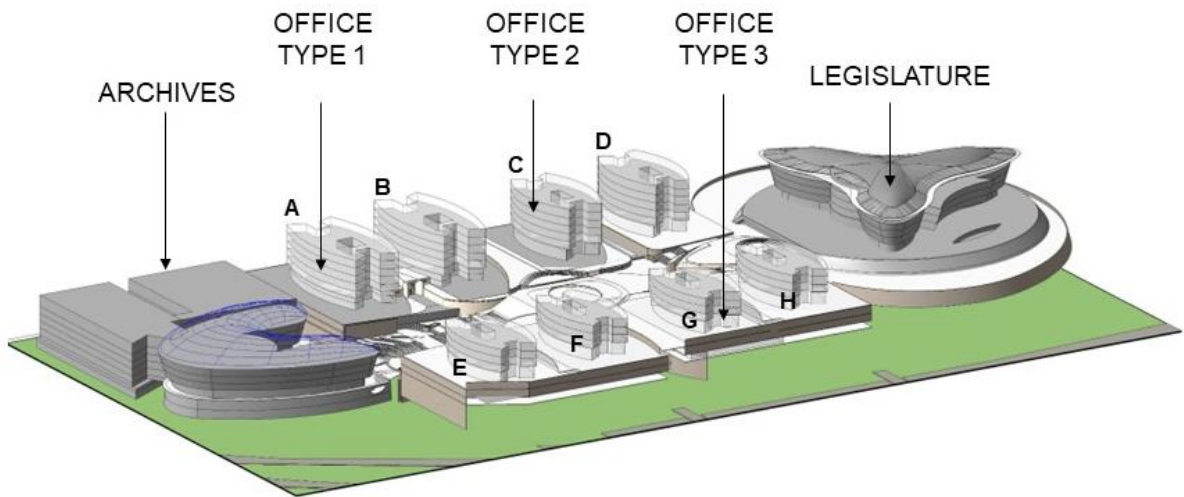 OFFICE
TYPE 1
OFFICE
TYPE 2
OFFICE
TYPE 3
ARCHIVES
LEGISLATURE
A
B
C
D
E
F
G
H